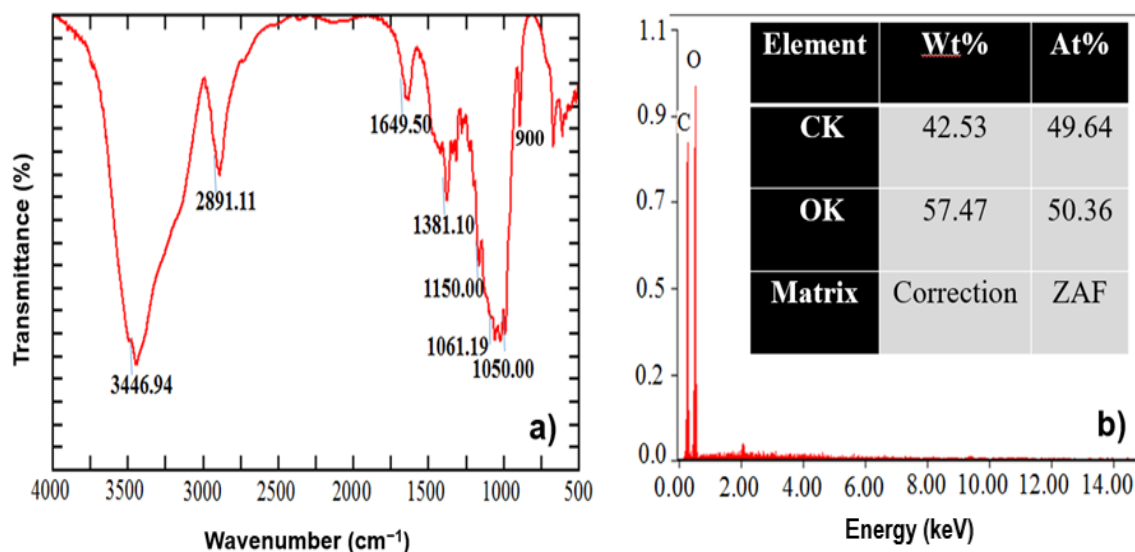 Transmittance (%)
3446.94
2891.11
1649.50
1381.10
1150.00
1061.19
1050.00
900
a)
4000 3500 3000 2500 2000 1500 1000 500
Wavenumber (cm⁻¹)
1.1
0.9
0.7
0.5
0.2
0.0
C
O
Element Wt% At%
CK 42.53 49.64
OK 57.47 50.36
Matrix Correction ZAF
b)
0.00 2.00 4.00 6.00 8.00 10.00 12.00 14.00
Energy (keV)